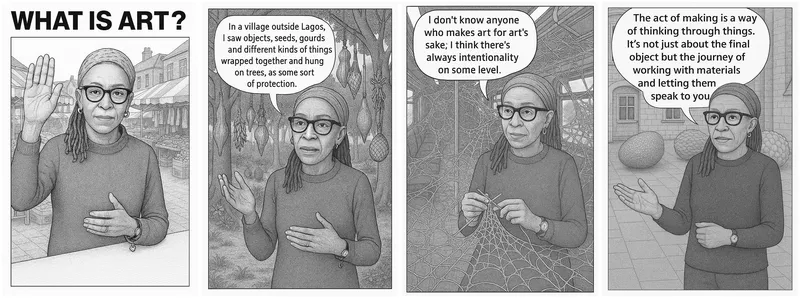 WHAT IS ART?
In a village outside Lagos,
I saw objects, seeds, gourds
and different kinds of things
wrapped together and hung
on trees, as some sort
of protection.
I don't know anyone
who makes art for art's
sake; I think there's
always intentionality
on some level.
The act of making is a way
of thinking through things.
It's not just about the final
object but the journey of
working with materials
and letting them
speak to you.